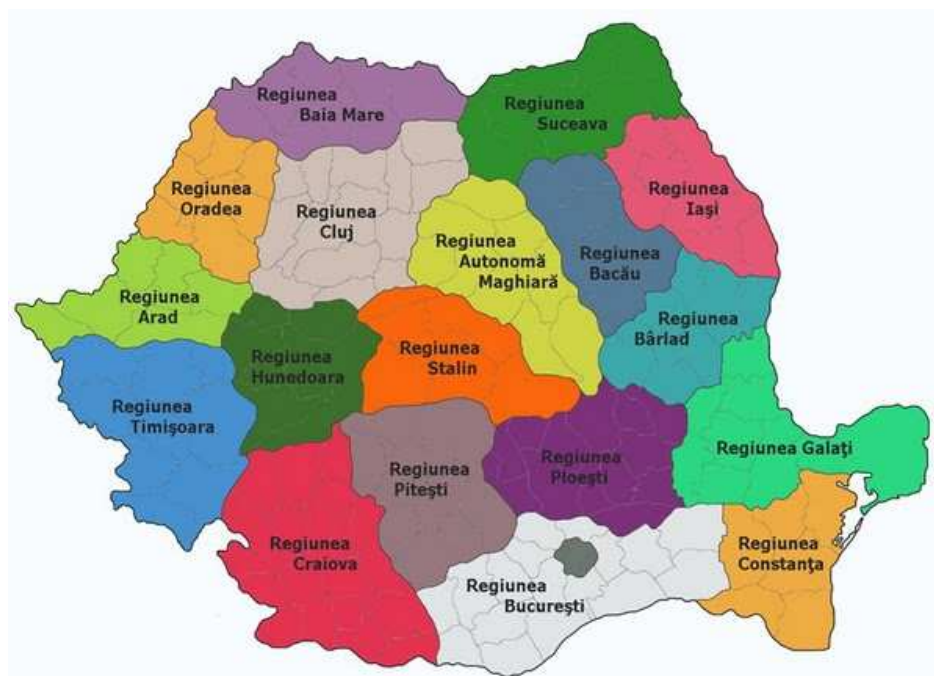 Regiunea
Baia Mare
Regiunea
Suceava
Regiunea
Oradea
Regiunea
Cluj
Regiunea
Autonomă
Maghiară
Regiunea
Bacău
Regiunea
Iaşi
Regiunea
Arad
Regiunea
Hunedoara
Regiunea
Stalin
Regiunea
Bârlad
Regiunea
Timişoara
Regiunea
Piteşti
Regiunea
Ploeşti
Regiunea Galaţi
Regiunea
Craiova
Regiunea
Bucureşti
Regiunea
Constanţa